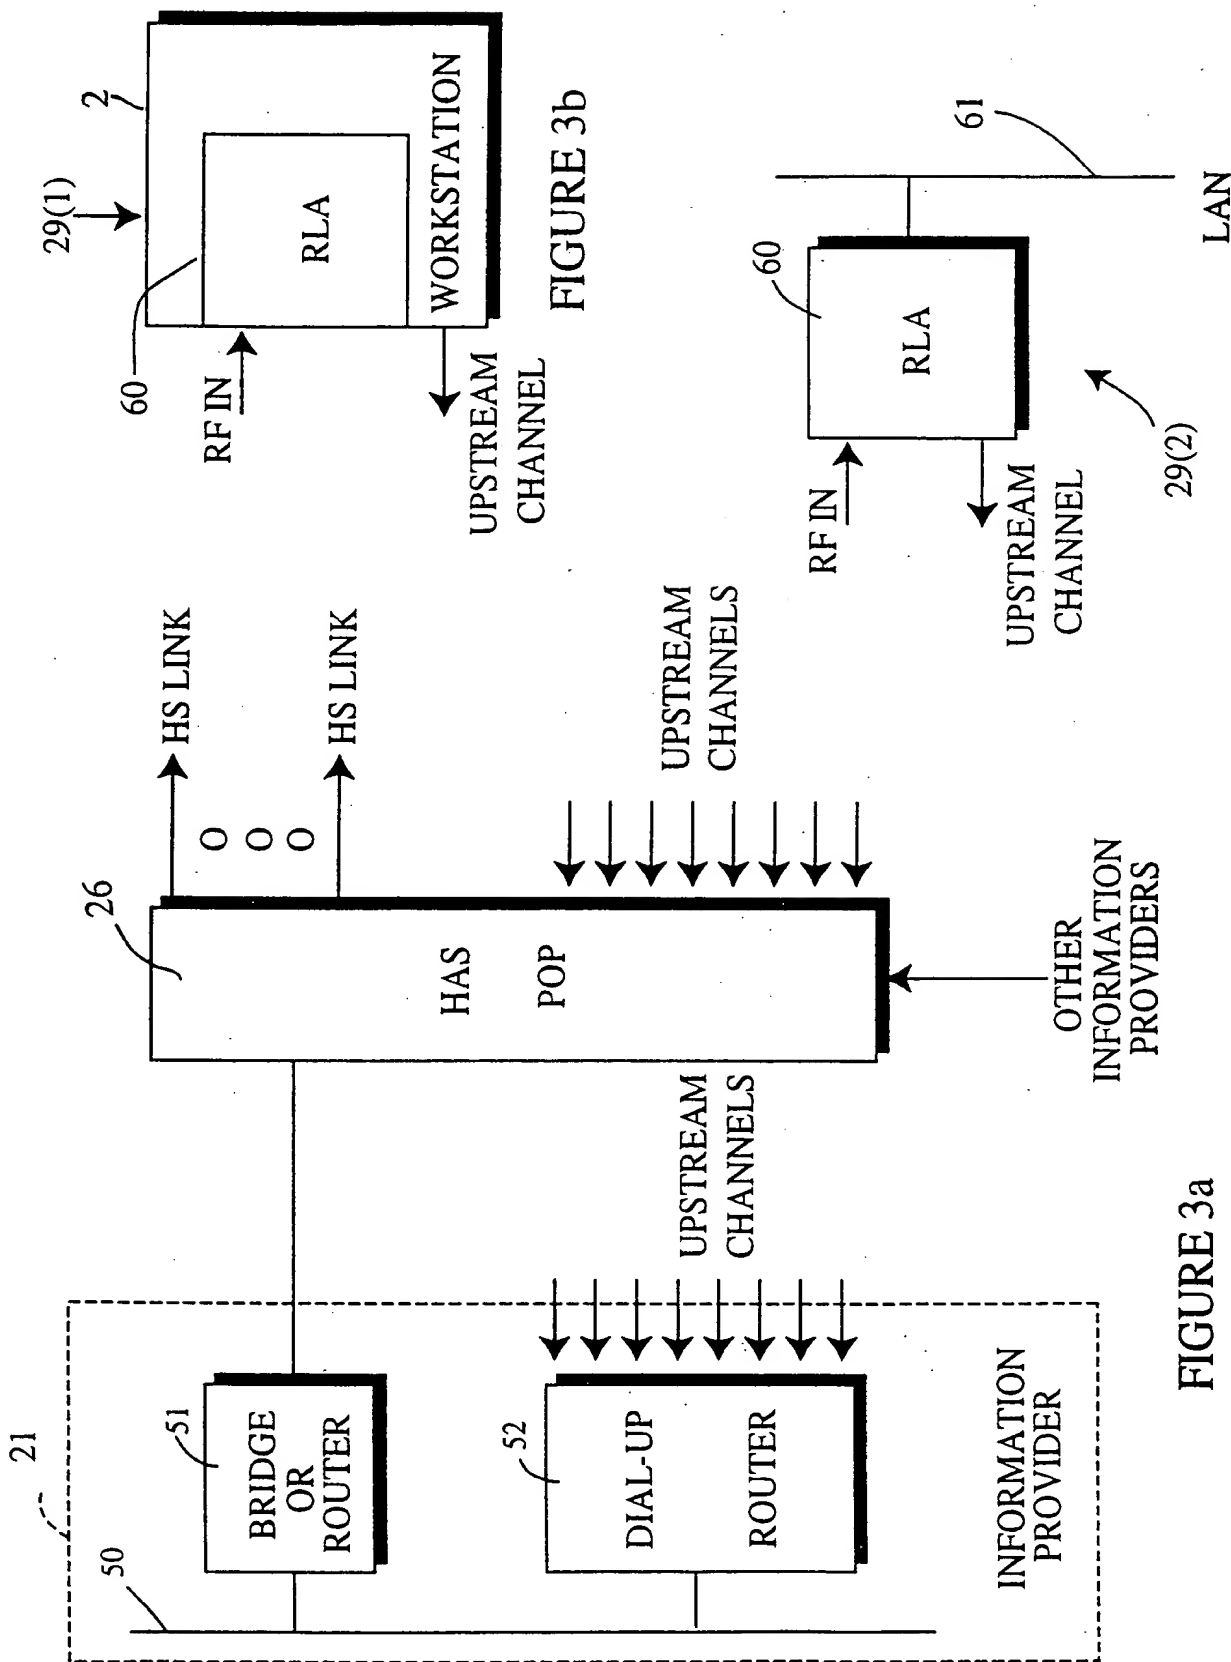 21
50
51
BRIDGE
OR
ROUTER
52
DIAL-UP
ROUTER
INFORMATION
PROVIDER
UPSTREAM
CHANNELS
26
HAS
POP
HS LINK
O
O
O
HS LINK
UPSTREAM
CHANNELS
OTHER
INFORMATION
PROVIDERS
FIGURE 3a
29(1)
2
60
RF IN
RLA
WORKSTATION
UPSTREAM
CHANNEL
FIGURE 3b
60
RF IN
RLA
UPSTREAM
CHANNEL
29(2)
61
LAN